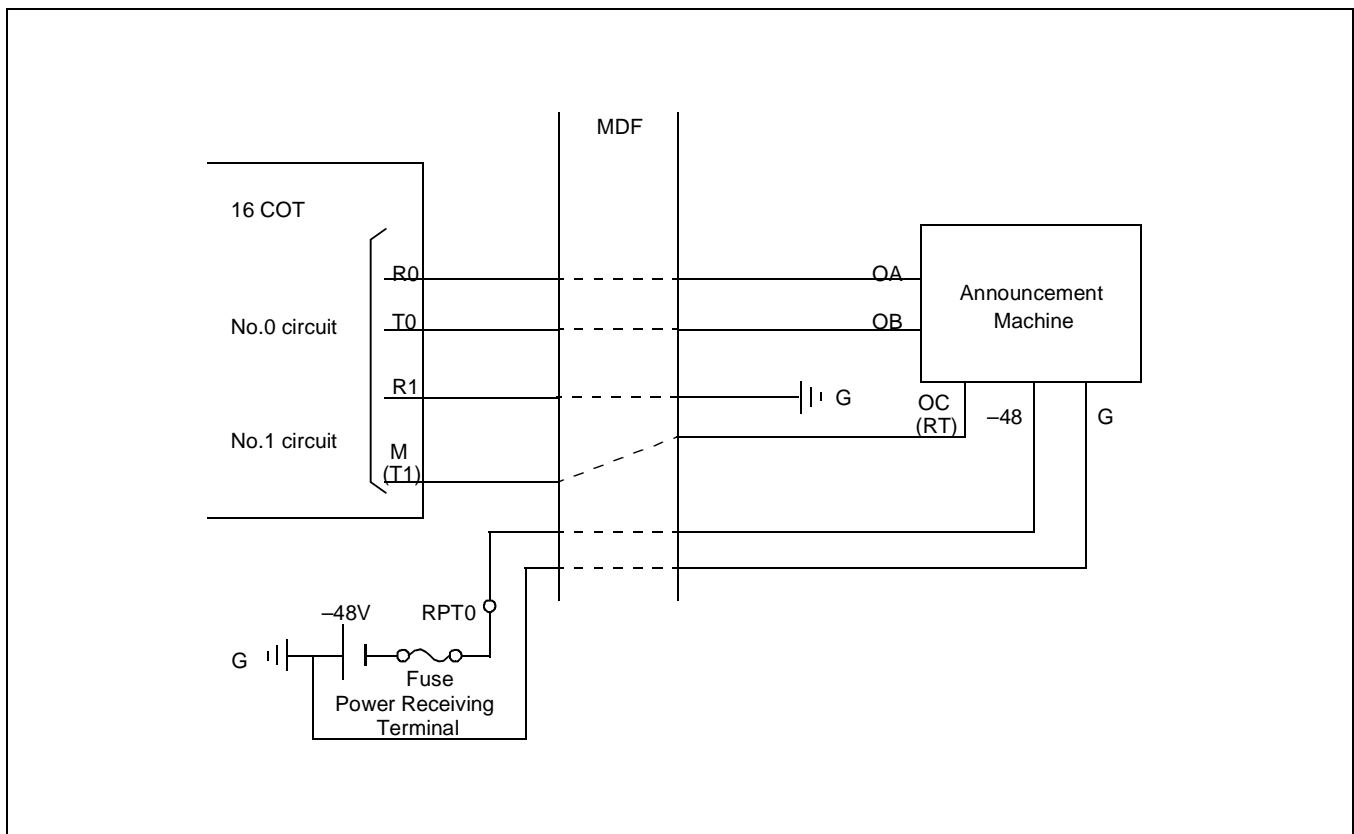 MDF
16 COT
R0
OA
Announcement
Machine
No.0 circuit
T0
OB
R1
G
OC
(RT)
–48
G
No.1 circuit
M
(T1)
–48V
RPT0
G
Fuse
Power Receiving
Terminal